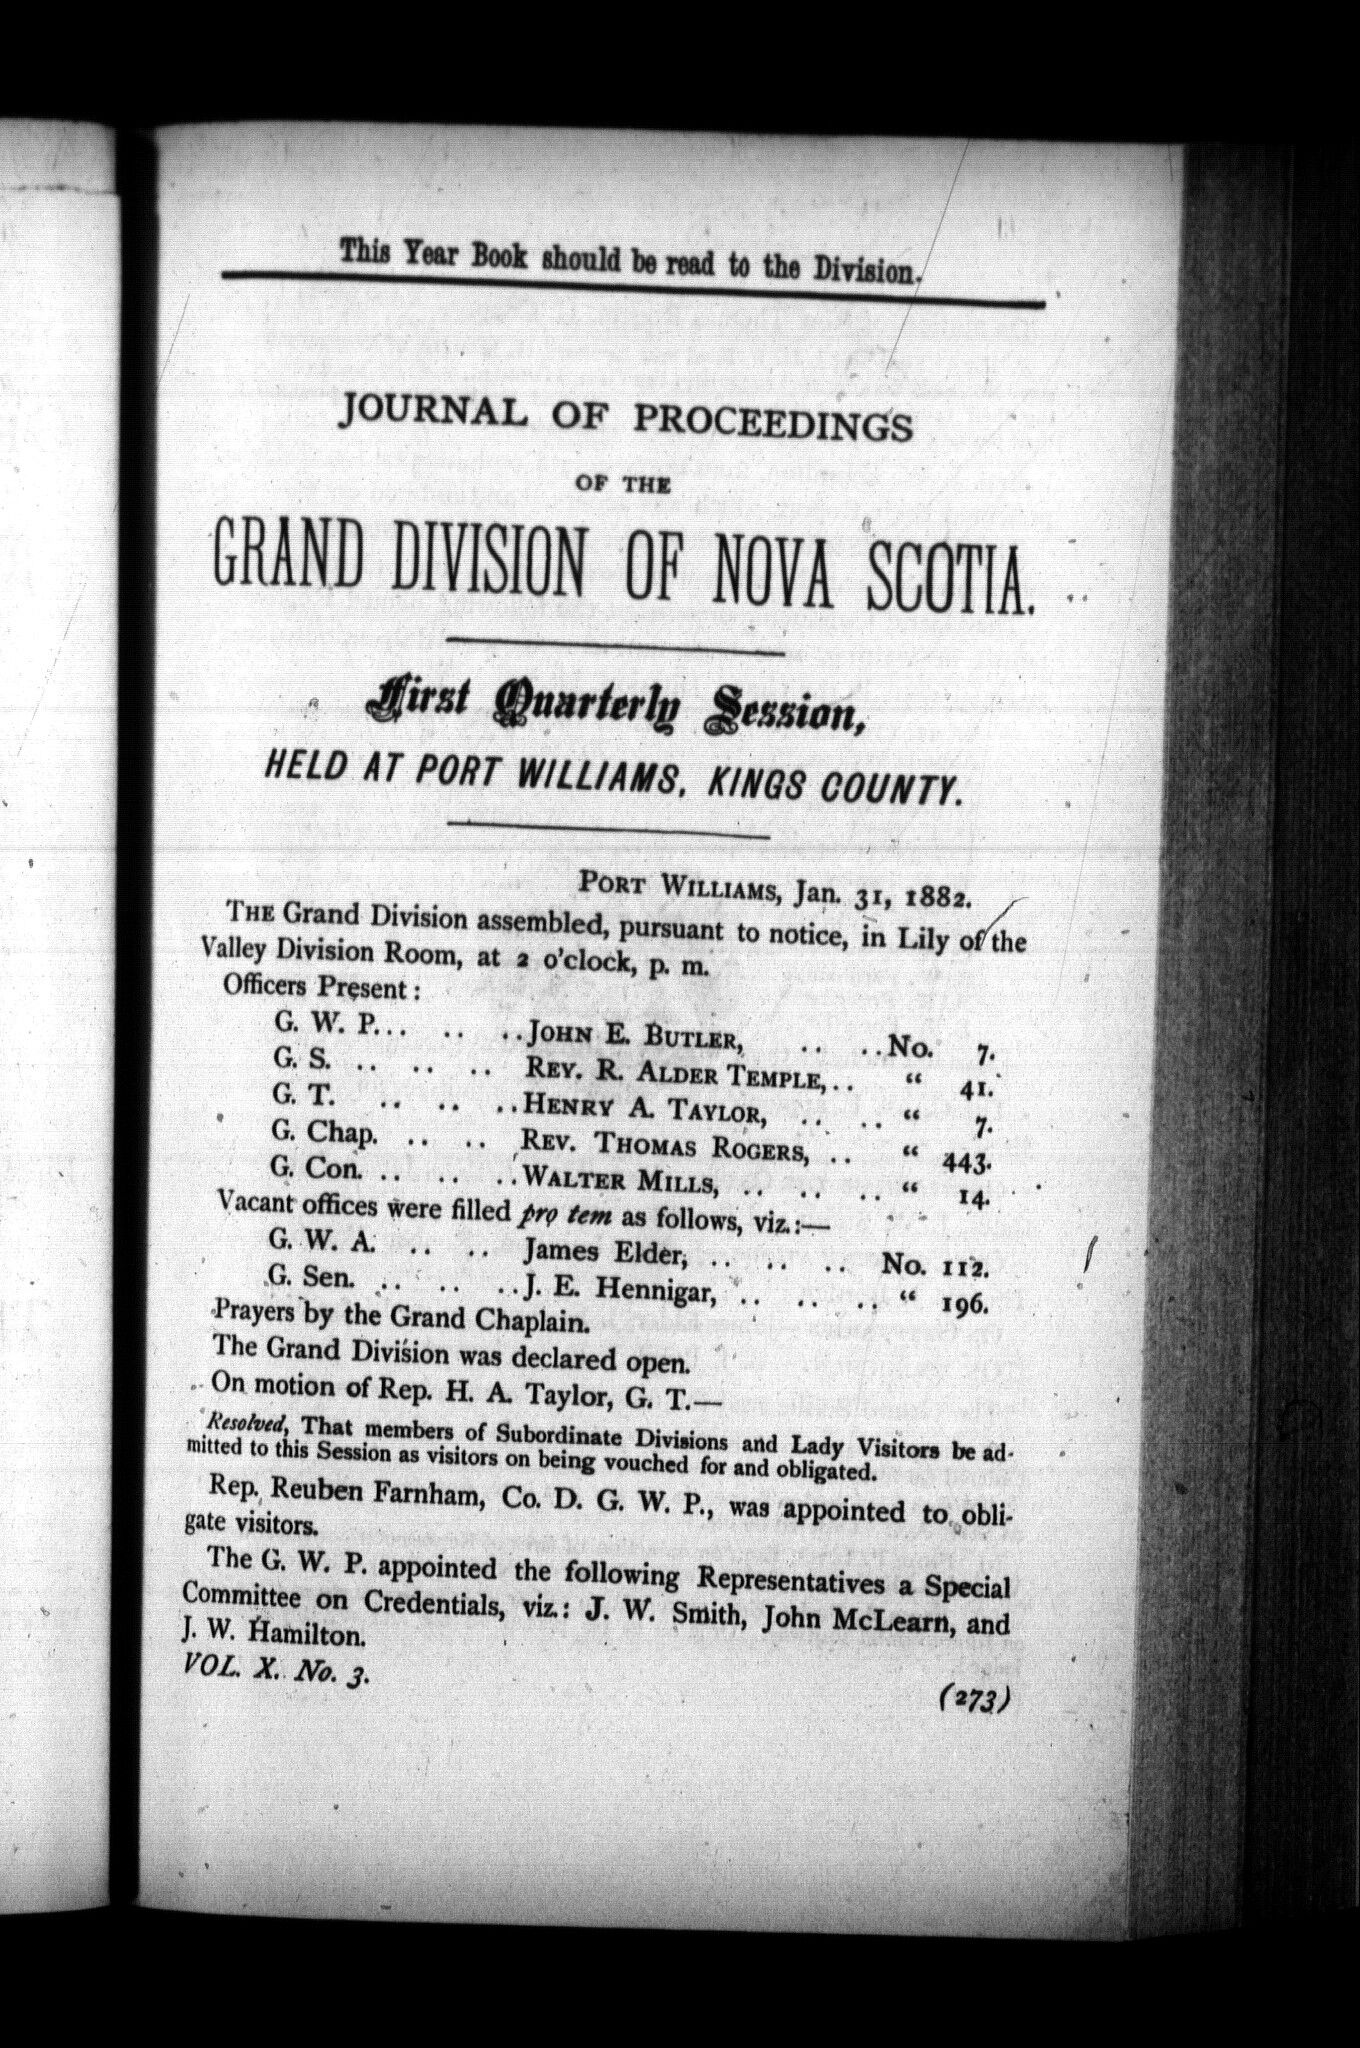 This Year Book should be read to the Division.
JOURNAL OF PROCEEDINGS
OF THE
GRAND DIVISION OF NOVA SCOTIA.
First Quarterly Session,
HELD AT PORT WILLIAMS, KINGS COUNTY.
PORT WILLIAMS, Jan. 31, 1882.
THE Grand Division assembled, pursuant to notice, in Lily of the
Valley Division Room, at 2 o'clock, p. m.
Officers Present:
G. W. P... .. ..JOHN E. BUTLER, .. ..No. 7.
G. S. .. .. .. REV. R. ALDER TEMPLE,.. " 41.
G. T. .. .. ..HENRY A. TAYLOR, .. .. " 7.
G. Chap. .. .. REV. THOMAS ROGERS, .. " 443.
G. Con. .. .. ..WALTER MILLS, .. .. .. " 14.
Vacant offices were filled pro tem as follows, viz.:—
G. W. A. .. .. James Elder, .. .. .. No. 112.
G. Sen. .. .. ..J. E. Hennigar, .. .. .. " 196.
Prayers by the Grand Chaplain.
The Grand Division was declared open.
On motion of Rep. H. A. Taylor, G. T.—
Resolved, That members of Subordinate Divisions and Lady Visitors be ad-
mitted to this Session as visitors on being vouched for and obligated.
Rep. Reuben Farnham, Co. D. G. W. P., was appointed to obli-
gate visitors.
The G. W. P. appointed the following Representatives a Special
Committee on Credentials, viz.: J. W. Smith, John McLearn, and
J. W. Hamilton.
VOL. X. No. 3.
(273)